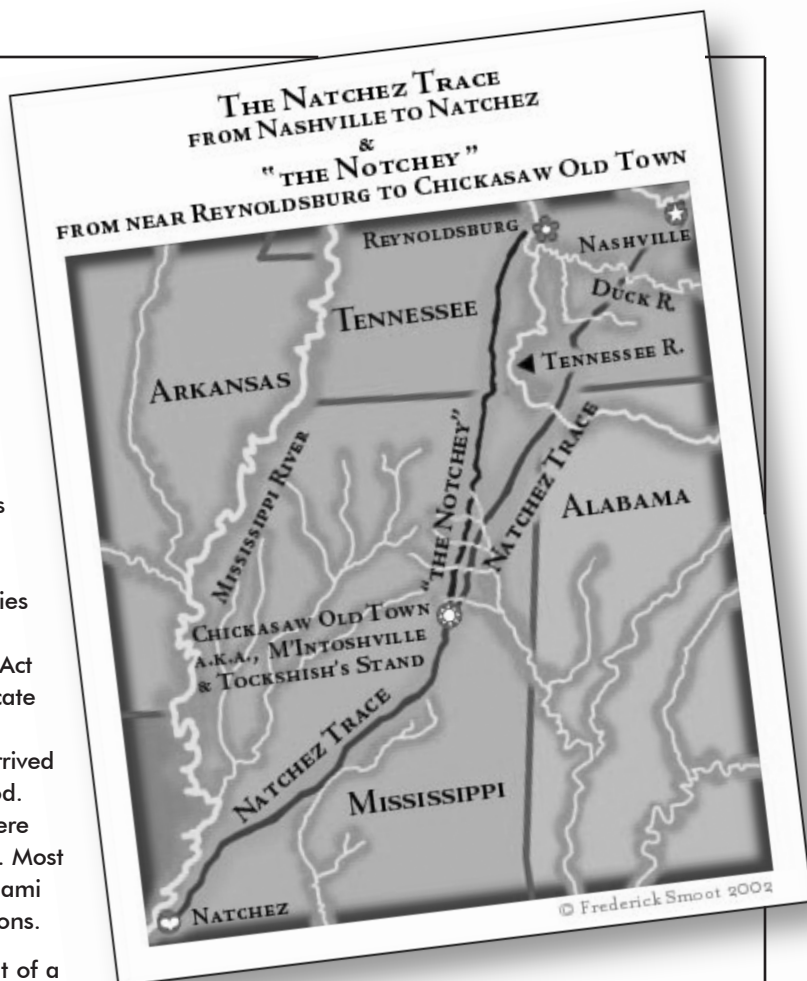 THE NATCHEZ TRACE
FROM NASHVILLE TO NATCHEZ
&
"THE NOTCHEY"
FROM NEAR REYNOLDSBURG TO CHICKASAW OLD TOWN
REYNOLDSBURG
NASHVILLE
DUCK R.
TENNESSEE
TENNESSEE R.
ARKANSAS
MISSISSIPPI RIVER
"THE NOTCHEY"
NATCHEZ TRACE
ALABAMA
CHICKASAW OLD TOWN
A.K.A., M'INTOSHVILLE
& TOCKSHISH'S STAND
NATCHEZ TRACE
MISSISSIPPI
NATCHEZ
© Frederick Smoot 2002
s
ies
Act
cate
rrived
od.
ere
. Most
ami
ons.
t of a